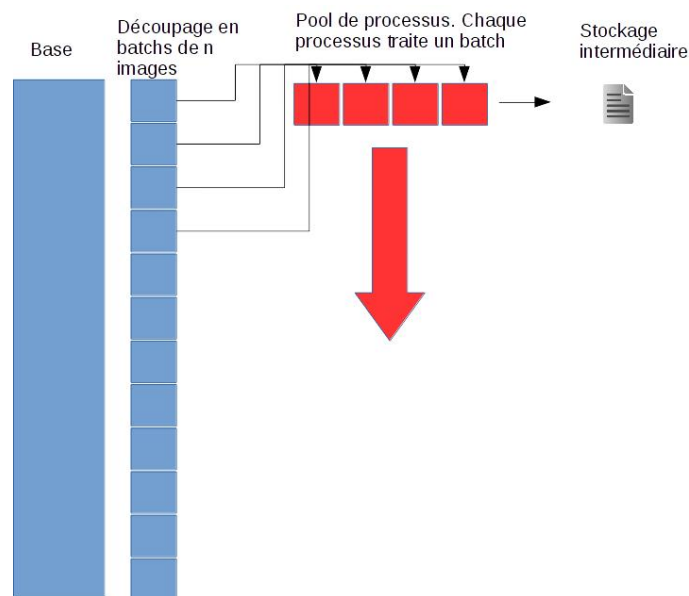 Base
Découpage en
batchs de n
images
Pool de processus. Chaque
processus traite un batch
Stockage
intermédiaire